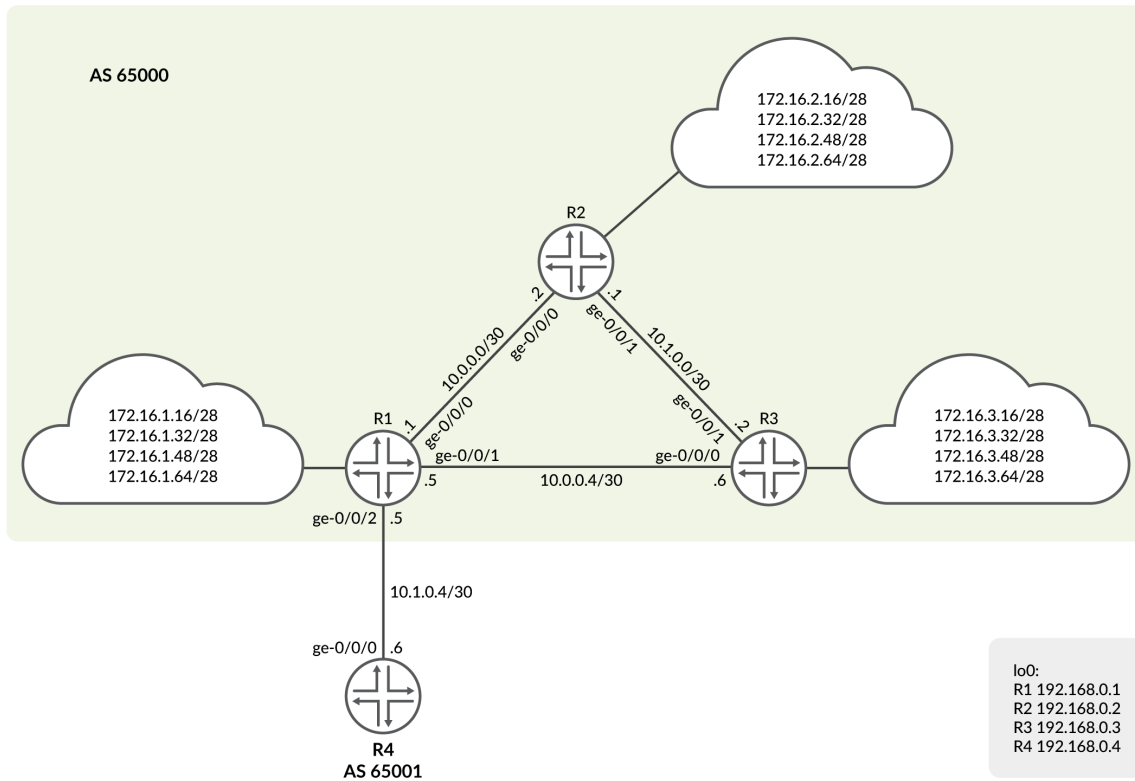 AS 65000
172.16.2.16/28
172.16.2.32/28
172.16.2.48/28
172.16.2.64/28
R2
.2
.1
ge-0/0/0
ge-0/0/1
10.0.0.0/30
10.1.0.0/30
172.16.1.16/28
172.16.1.32/28
172.16.1.48/28
172.16.1.64/28
R1
.1
ge-0/0/0
ge-0/0/1
.5
10.0.0.4/30
ge-0/0/1
.2
R3
ge-0/0/0
.6
172.16.3.16/28
172.16.3.32/28
172.16.3.48/28
172.16.3.64/28
ge-0/0/2
.5
10.1.0.4/30
ge-0/0/0
.6
R4
AS 65001
lo0:
R1 192.168.0.1
R2 192.168.0.2
R3 192.168.0.3
R4 192.168.0.4